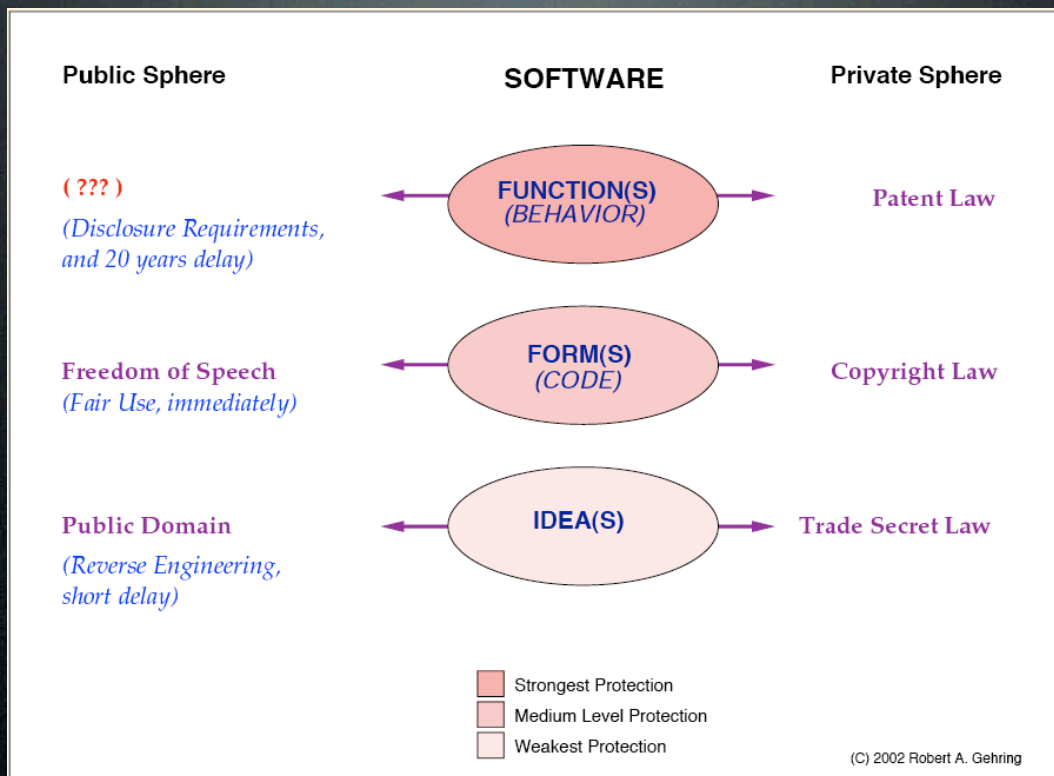 Public Sphere
SOFTWARE
Private Sphere
( ??? )
(Disclosure Requirements,
and 20 years delay)
FUNCTION(S)
(BEHAVIOR)
Patent Law
Freedom of Speech
(Fair Use, immediately)
FORM(S)
(CODE)
Copyright Law
Public Domain
(Reverse Engineering,
short delay)
IDEA(S)
Trade Secret Law
Strongest Protection
Medium Level Protection
Weakest Protection
(C) 2002 Robert A. Gehring